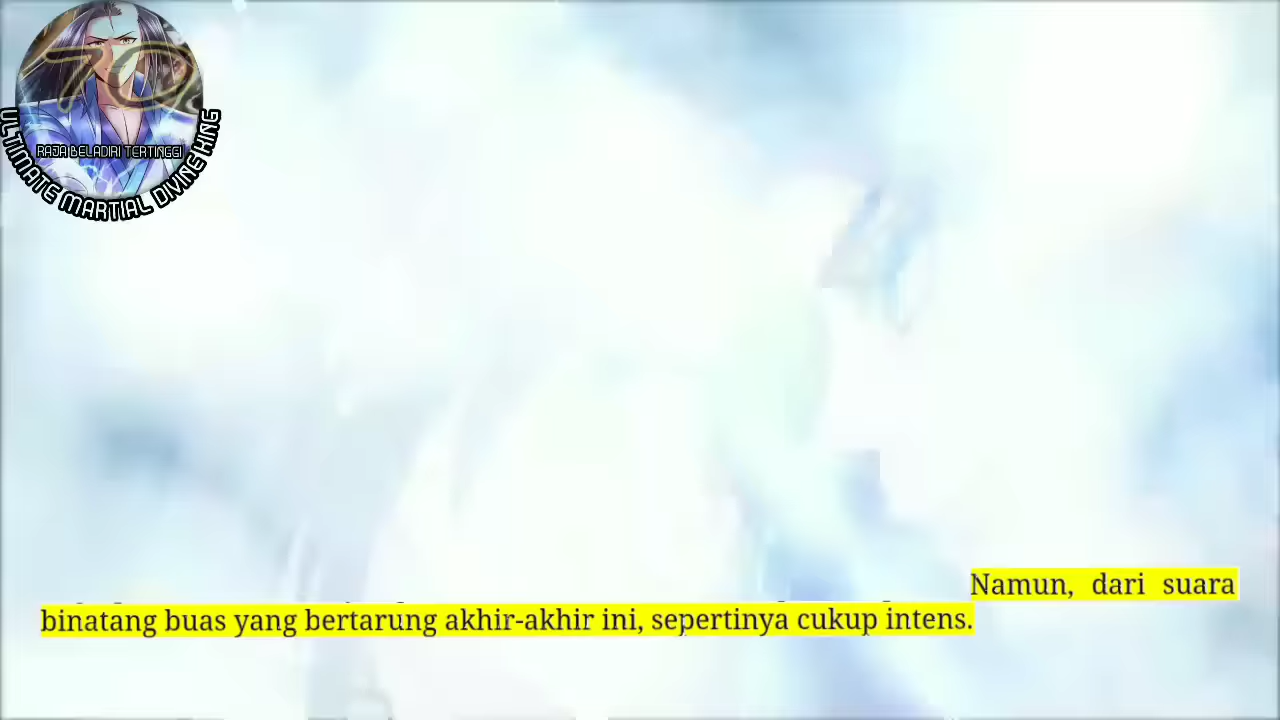 RAJA BELADIRI TERTINGGI
ULTIMATE MARTIAL DIVINE KING
Namun, dari suara
binatang buas yang bertarung akhir-akhir ini, sepertinya cukup intens.